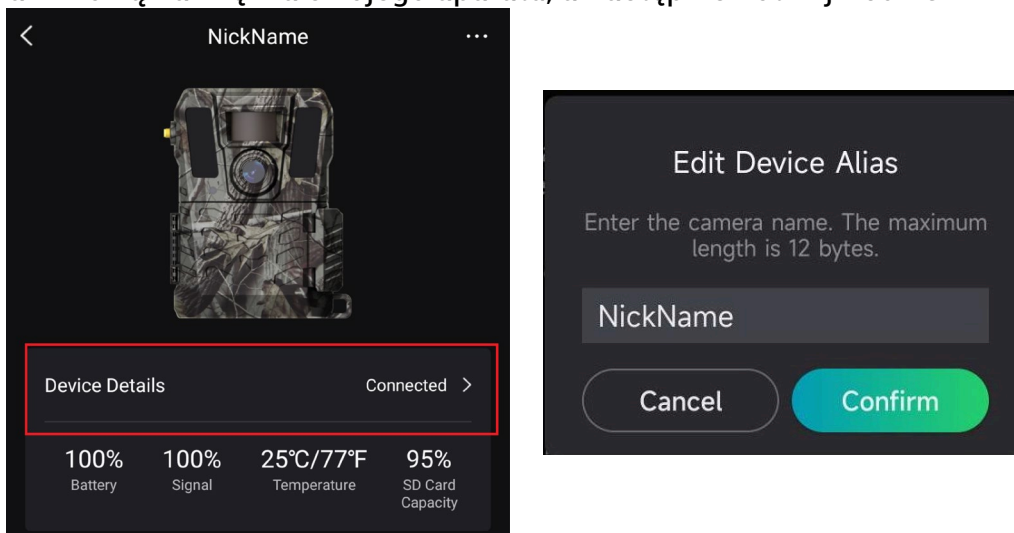 NickName
Device Details
Connected
100%
100%
25℃/77℉
95%
Battery
Signal
Temperature
SD Card
Capacity
Edit Device Alias
Enter the camera name. The maximum
length is 12 bytes.
NickName
Cancel
Confirm